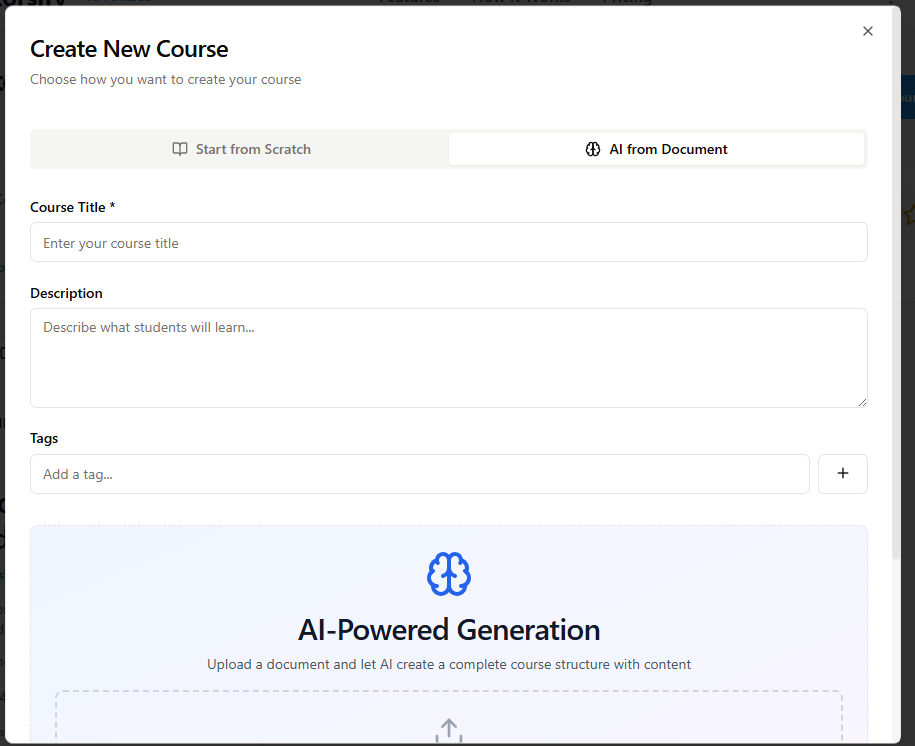 Create New Course
Choose how you want to create your course
Start from Scratch
AI from Document
Course Title *
Enter your course title
Description
Describe what students will learn...
Tags
Add a tag...
+
AI-Powered Generation
Upload a document and let AI create a complete course structure with content